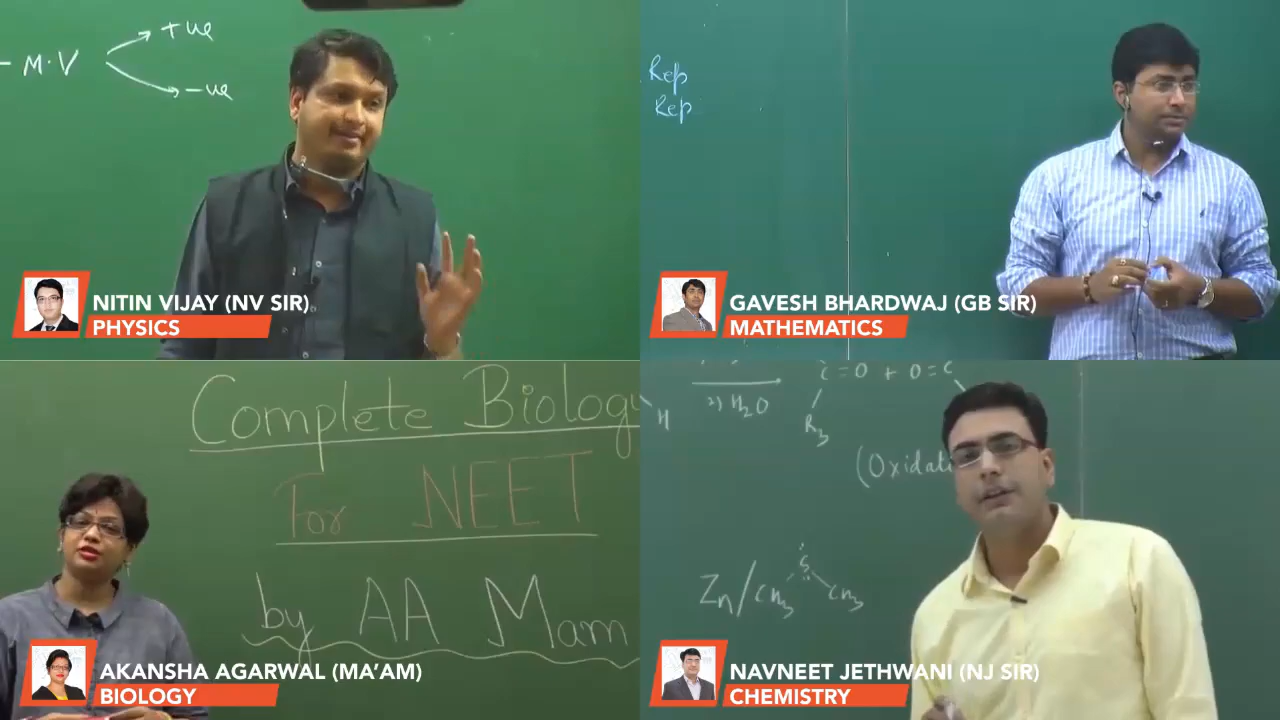 - M.V
+ve
-ve
NITIN VIJAY (NV SIR)
PHYSICS
Rep
Rep
GAVESH BHARDWAJ (GB SIR)
MATHEMATICS
Complete Biology
For NEET
by AA Mam
AKANSHA AGARWAL (MA’AM)
BIOLOGY
H
2) H₂O
C=O + O=C
R₃
(Oxidati
Zn/CH₃ S CH₃
NAVNEET JETHWANI (NJ SIR)
CHEMISTRY